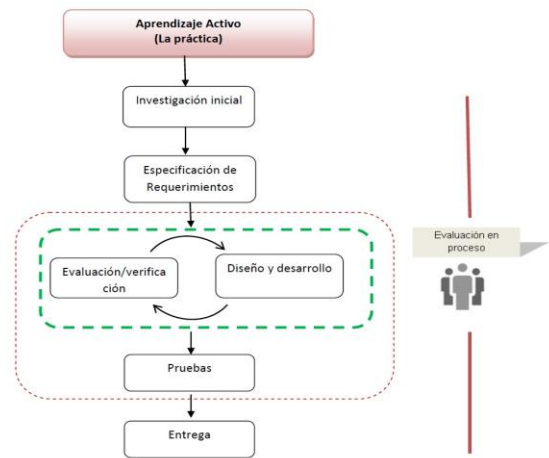 Aprendizaje Activo
(La práctica)
Investigación inicial
Especificación de
Requerimientos
Evaluación en
proceso
Evaluación/verifica
ción
Diseño y desarrollo
Pruebas
Entrega